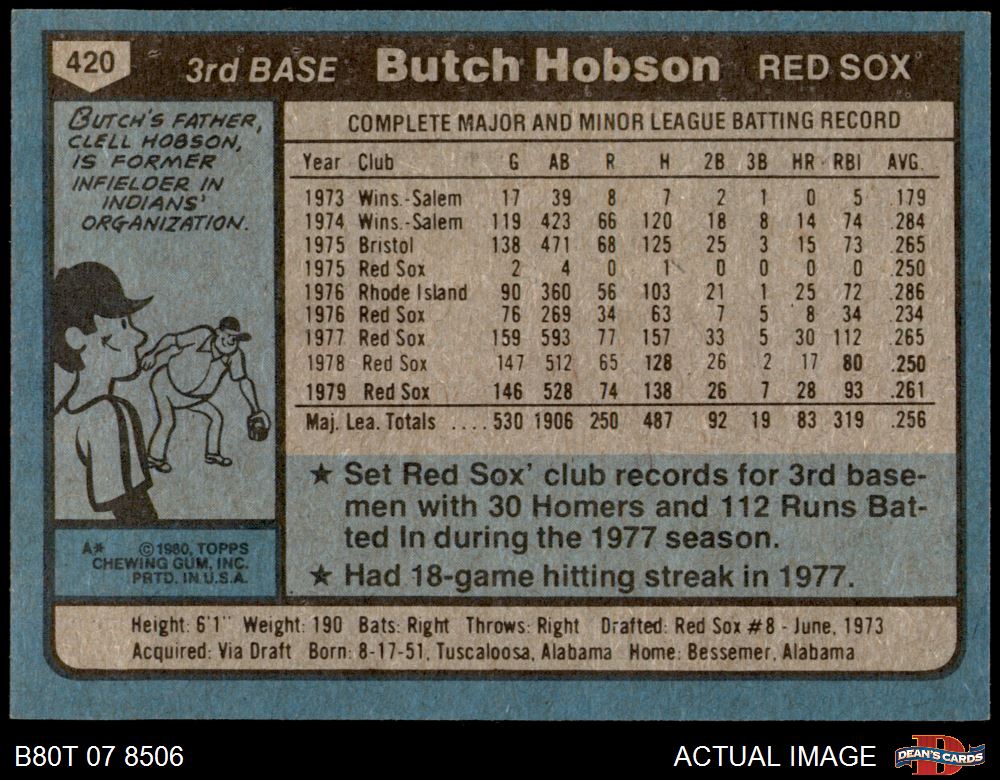 420
3rd BASE Butch Hobson RED SOX
BUTCH'S FATHER,
CLELL HOBSON,
IS FORMER
INFIELDER IN
INDIANS'
ORGANIZATION.
COMPLETE MAJOR AND MINOR LEAGUE BATTING RECORD
Year Club G AB R H 2B 3B HR RBI AVG.
1973 Wins.-Salem 17 39 8 7 2 1 0 5 .179
1974 Wins.-Salem 119 423 66 120 18 8 14 74 .284
1975 Bristol 138 471 68 125 25 3 15 73 .265
1975 Red Sox 2 4 0 1 0 0 0 0 .250
1976 Rhode Island 90 360 56 103 21 1 25 72 .286
1976 Red Sox 76 269 34 63 7 5 8 34 .234
1977 Red Sox 159 593 77 157 33 5 30 112 .265
1978 Red Sox 147 512 65 128 26 2 17 80 .250
1979 Red Sox 146 528 74 138 26 7 28 93 .261
Maj. Lea. Totals .... 530 1906 250 487 92 19 83 319 .256
★ Set Red Sox' club records for 3rd base-
men with 30 Homers and 112 Runs Bat-
ted In during the 1977 season.
★ Had 18-game hitting streak in 1977.
A* ©1980, TOPPS
CHEWING GUM, INC.
PRTD. IN U.S.A.
Height: 6'1" Weight: 190 Bats: Right Throws: Right Drafted: Red Sox #8 - June, 1973
Acquired: Via Draft Born: 8-17-51, Tuscaloosa, Alabama Home: Bessemer, Alabama
B80T 07 8506
ACTUAL IMAGE
D
DEAN'S CARDS